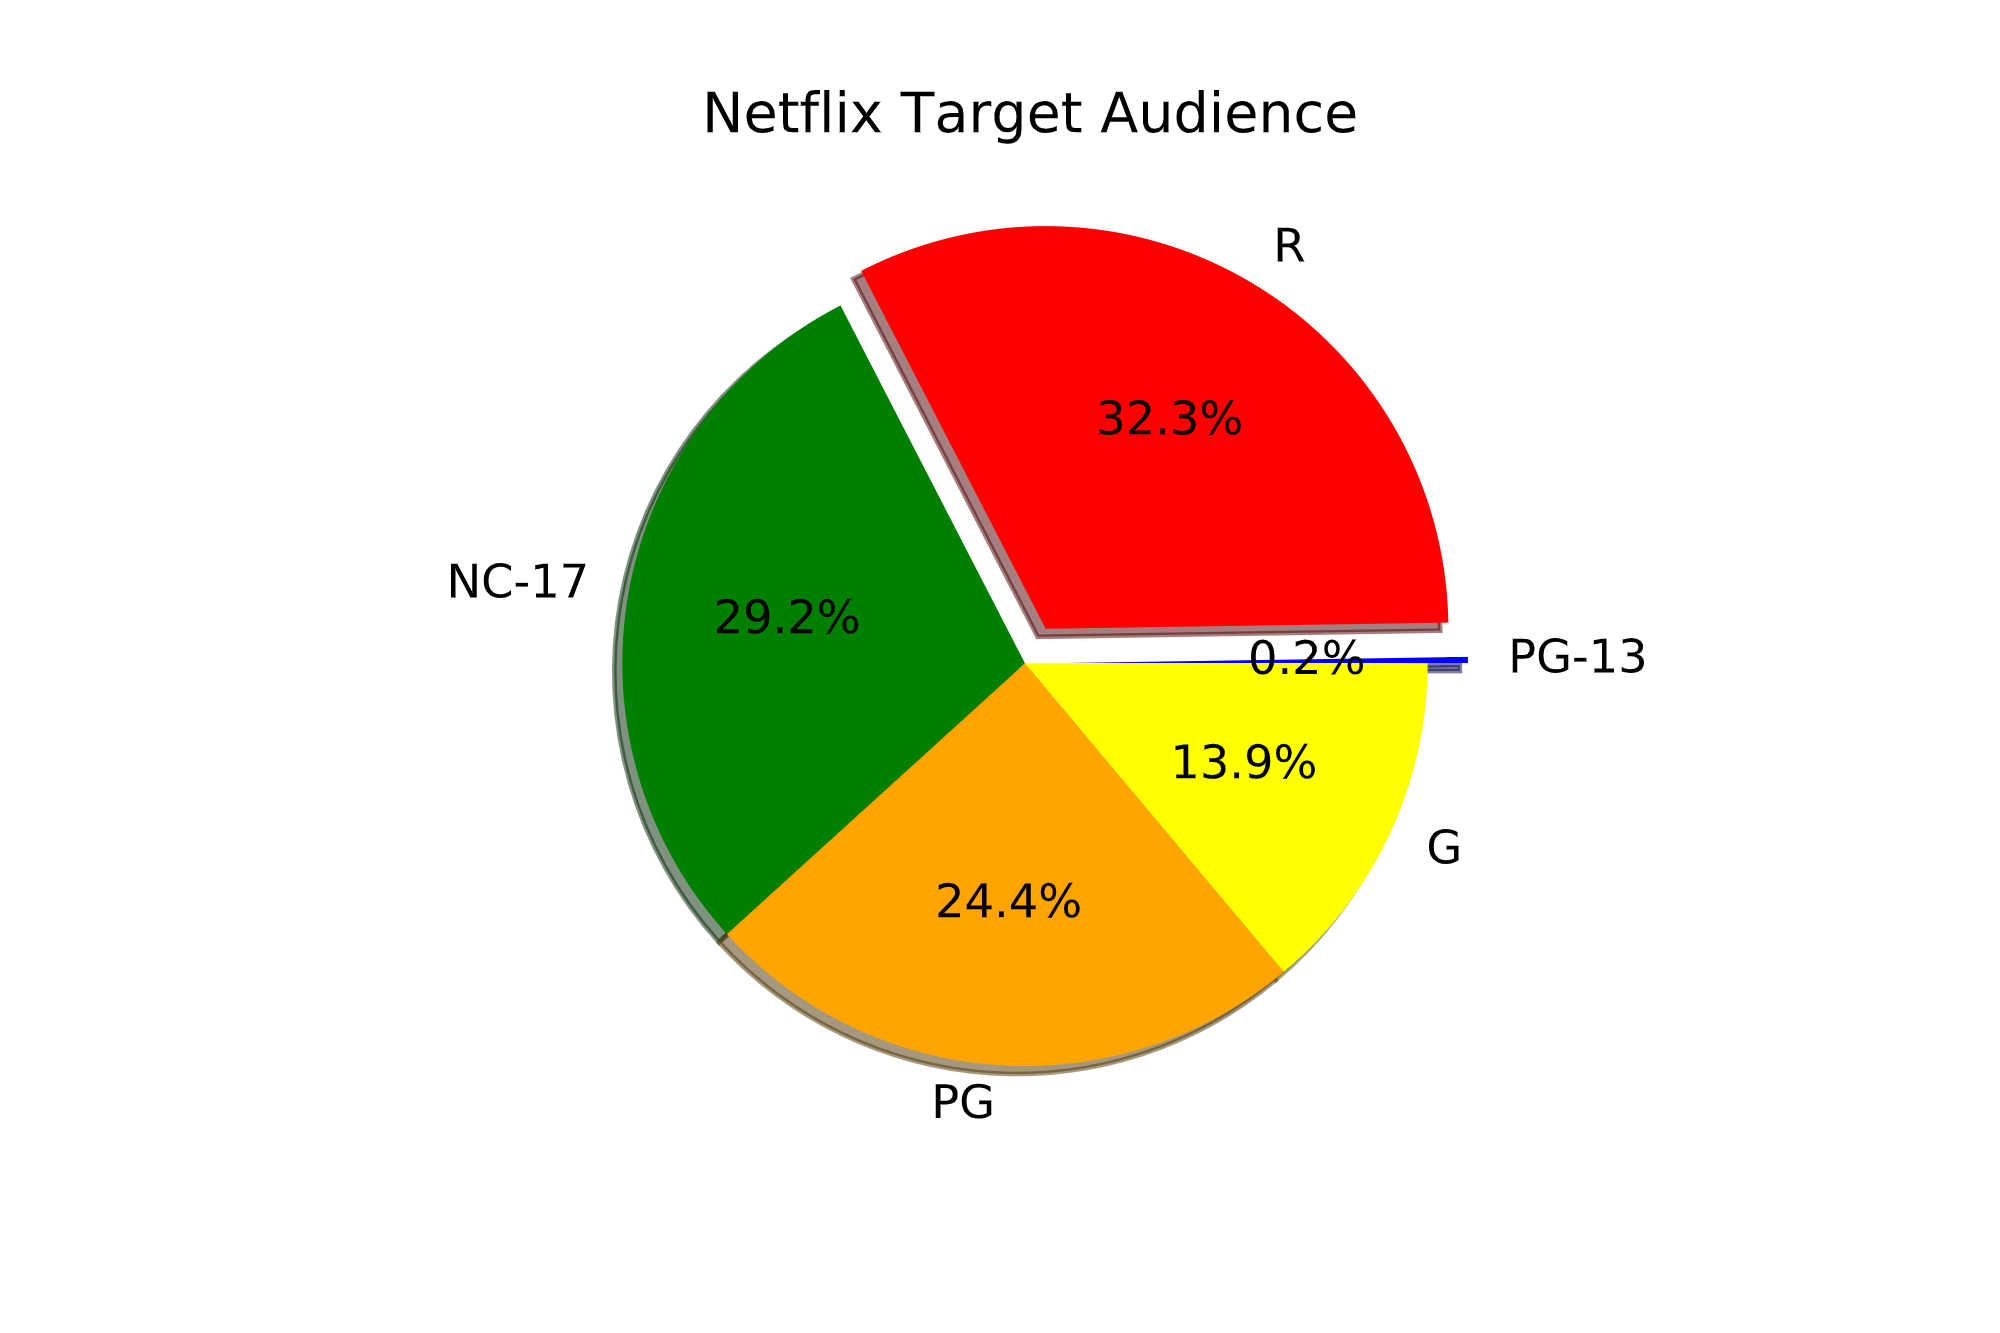 Netflix Target Audience
R
32.3%
NC-17
29.2%
0.2%
PG-13
13.9%
G
24.4%
PG